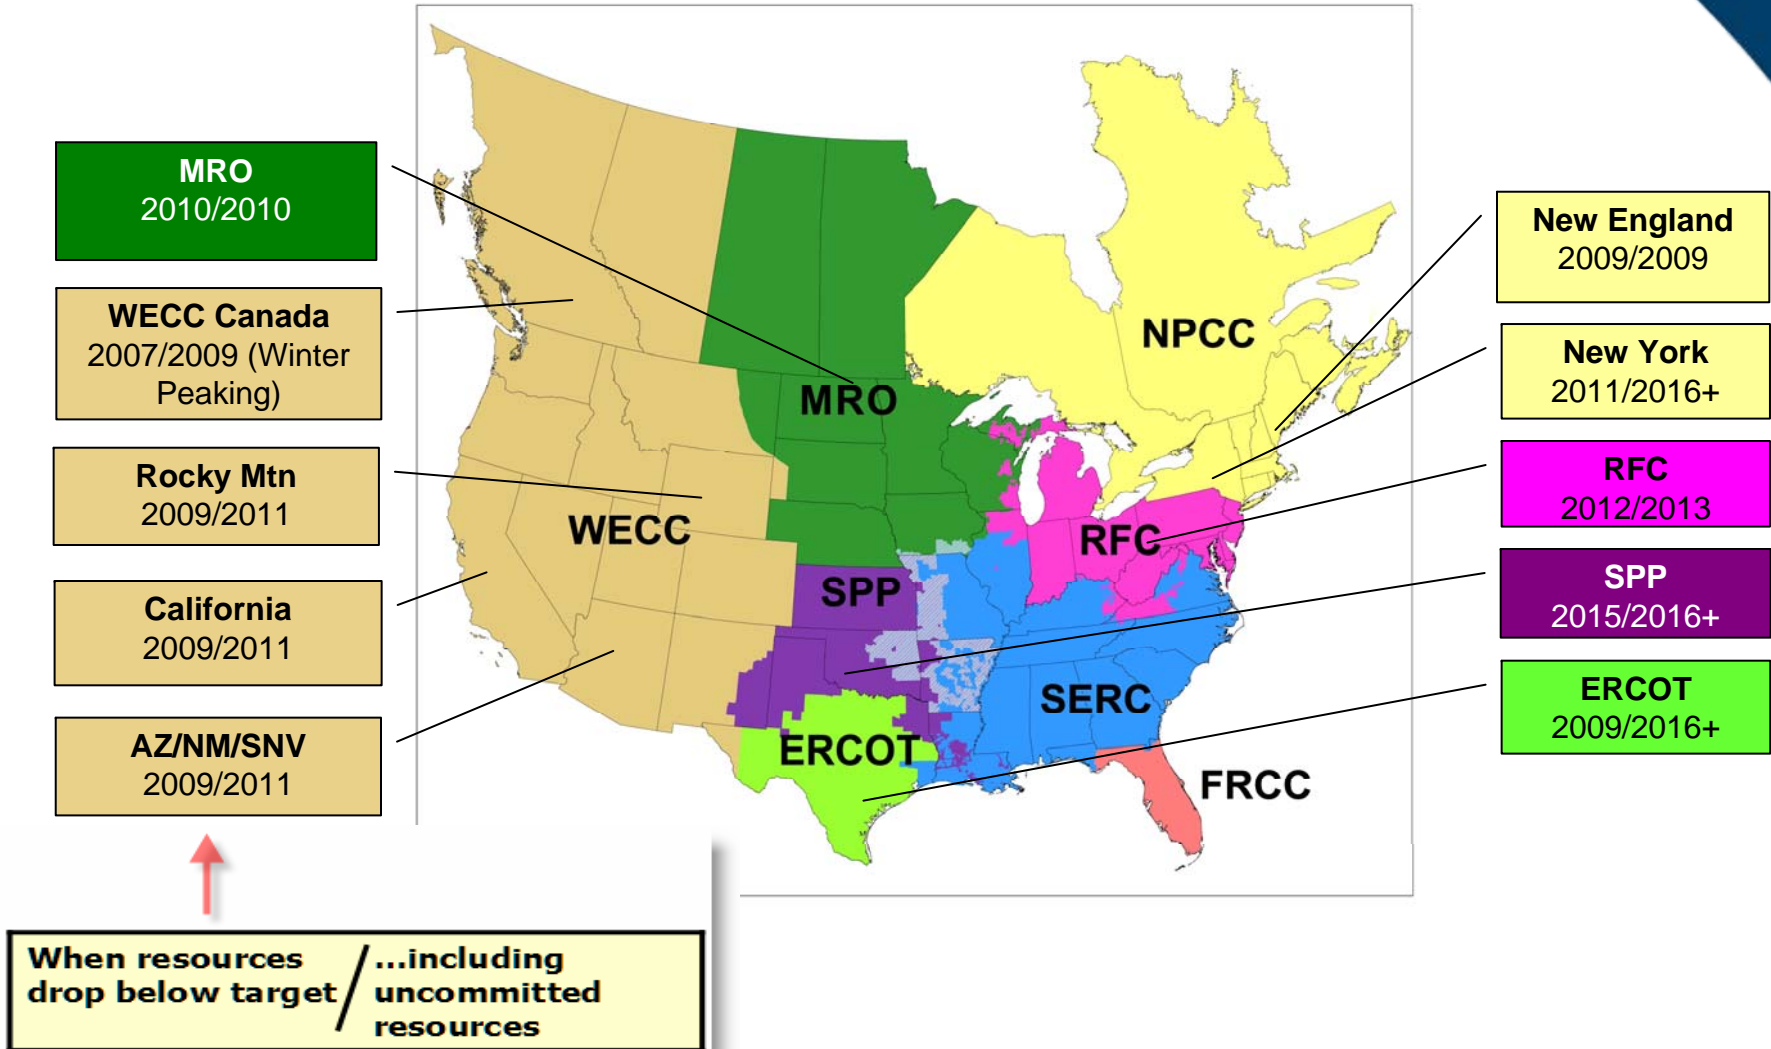 MRO
2010/2010
WECC Canada
2007/2009 (Winter
Peaking)
Rocky Mtn
2009/2011
California
2009/2011
AZ/NM/SNV
2009/2011
When resources
drop below target
/
...including
uncommitted
resources
NPCC
MRO
WECC
RFC
SPP
SERC
ERCOT
FRCC
New England
2009/2009
New York
2011/2016+
RFC
2012/2013
SPP
2015/2016+
ERCOT
2009/2016+